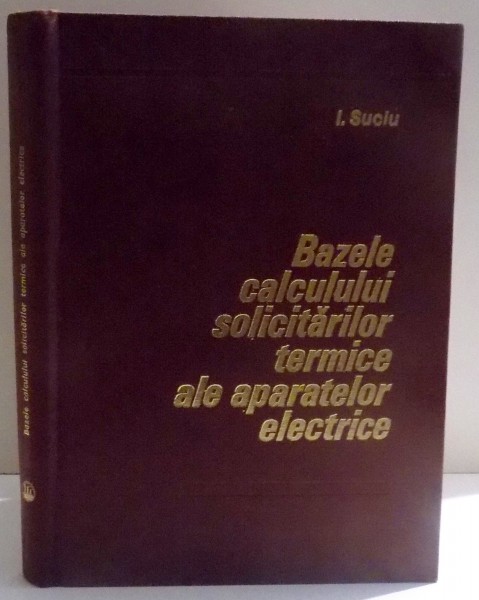 I. Suciu
Bazele
calculului
solicitărilor
termice
ale aparatelor
electrice
Bazele calculului solicitărilor termice ale aparatelor electrice